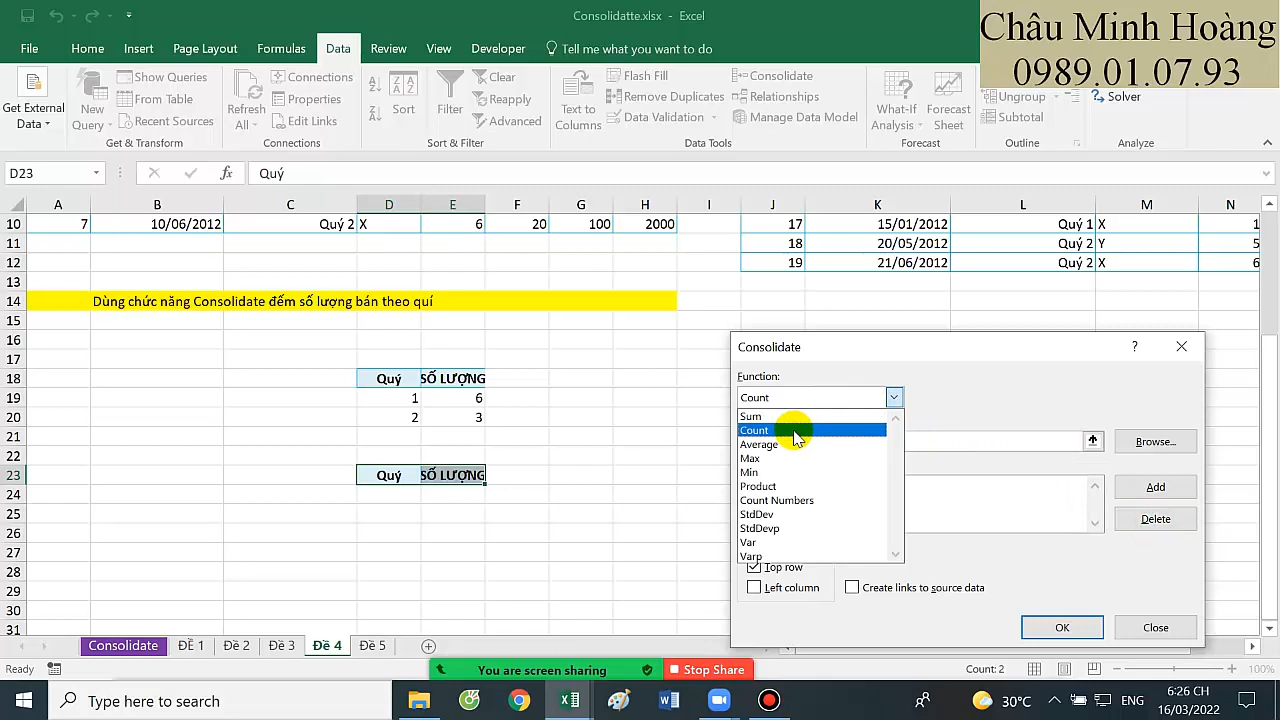 Consolidatte.xlsx - Excel
Châu Minh Hoàng
0989.01.07.93
File Home Insert Page Layout Formulas Data Review View Developer Tell me what you want to do
Get External Data
New Query
Show Queries
From Table
Recent Sources
Get & Transform
Refresh All
Connections
Properties
Edit Links
Connections
Sort
Filter
Clear
Reapply
Advanced
Sort & Filter
Text to Columns
Flash Fill
Remove Duplicates
Data Validation
Consolidate
Relationships
Manage Data Model
Data Tools
What-If Analysis
Forecast Sheet
Forecast
Ungroup
Subtotal
Outline
Solver
Analyze
D23 fx Quý
A B C D E F G H I J K L M N
10 7 10/06/2012 Quý 2 X 6 20 100 2000 17 15/01/2012 Quý 1 X 1
11 18 20/05/2012 Quý 2 Y 5
12 19 21/06/2012 Quý 2 X 6
13
14 Dùng chức năng Consolidate đếm số lượng bán theo quí
15
16
17
18 Quý SỐ LƯỢNG
19 1 6
20 2 3
21
22
23 Quý SỐ LƯỢNG
24
25
26
27
28
29
30
31
Consolidate ?
Function:
Count
Sum
Count
Average
Max
Min
Product
Count Numbers
StdDev
StdDevp
Var
Varp
Browse...
Add
Delete
Top row
Left column Create links to source data
OK Close
Consolidate ĐỀ 1 Đề 2 Đề 3 Đề 4 Đề 5
Ready Count: 2 100%
You are screen sharing Stop Share
Type here to search
30°C ENG
6:26 CH
16/03/2022